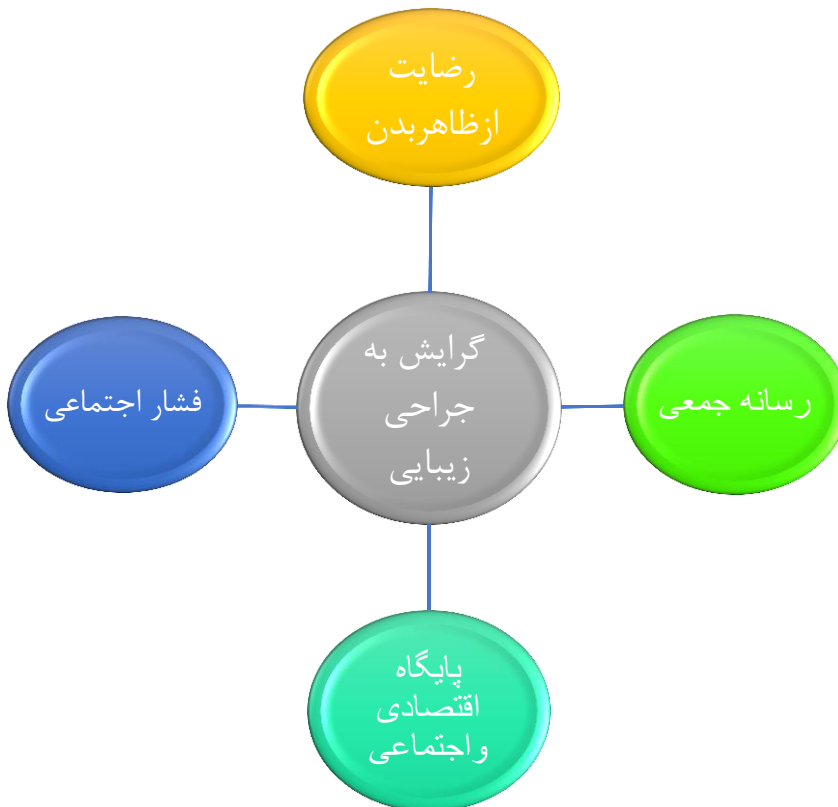 رضایت
ازظاهربدن
گرایش به
جراحی
زیبایی
رسانه جمعی
فشار اجتماعی
پایگاه
اقتصادی
واجتماعی